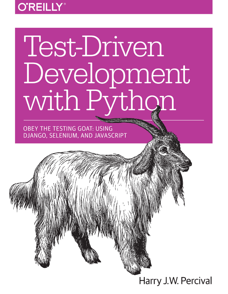 O'REILLY®
Test-Driven
Development
with Python
OBEY THE TESTING GOAT: USING
DJANGO, SELENIUM, AND JAVASCRIPT
Harry J.W. Percival